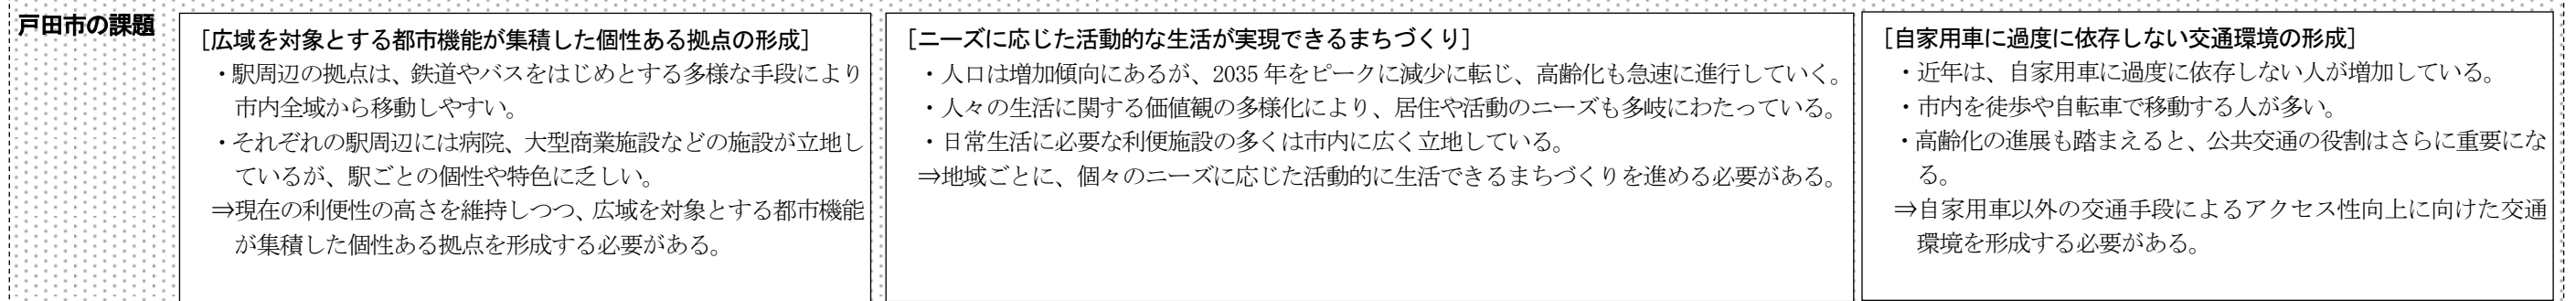 戸田市の課題
[広域を対象とする都市機能が集積した個性ある拠点の形成]
・駅周辺の拠点は、鉄道やバスをはじめとする多様な手段により
市内全域から移動しやすい。
・それぞれの駅周辺には病院、大型商業施設などの施設が立地し
ているが、駅ごとの個性や特色に乏しい。
⇒現在の利便性の高さを維持しつつ、広域を対象とする都市機能
が集積した個性ある拠点を形成する必要がある。
[ニーズに応じた活動的な生活が実現できるまちづくり]
・人口は増加傾向にあるが、2035 年をピークに減少に転じ、高齢化も急速に進行していく。
・人々の生活に関する価値観の多様化により、居住や活動のニーズも多岐にわたっている。
・日常生活に必要な利便施設の多くは市内に広く立地している。
⇒地域ごとに、個々のニーズに応じた活動的に生活できるまちづくりを進める必要がある。
[自家用車に過度に依存しない交通環境の形成]
・近年は、自家用車に過度に依存しない人が増加している。
・市内を徒歩や自転車で移動する人が多い。
・高齢化の進展も踏まえると、公共交通の役割はさらに重要にな
る。
⇒自家用車以外の交通手段によるアクセス性向上に向けた交通
環境を形成する必要がある。